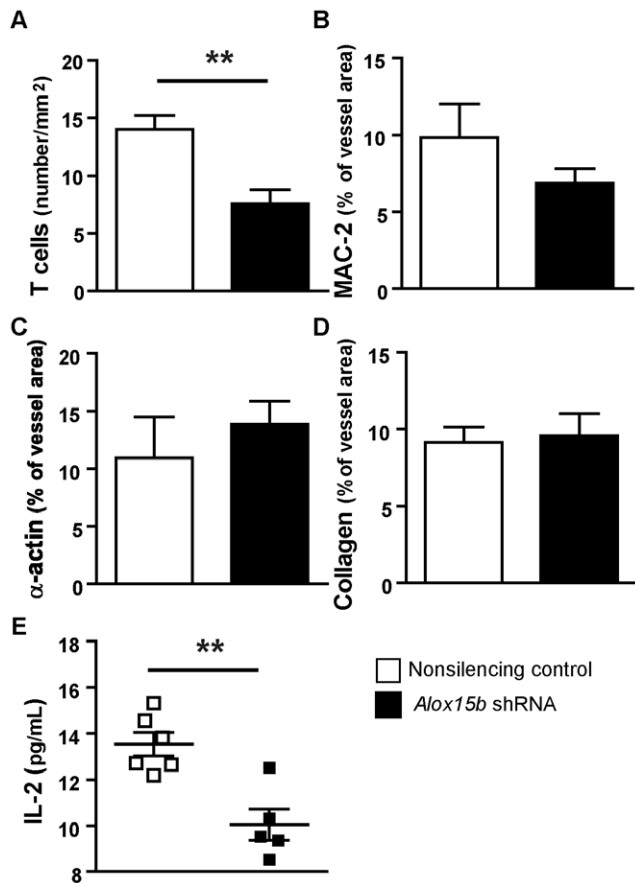 A
T cells (number/mm²)
20
15
10
5
0
**
B
MAC-2 (% of vessel area)
15
10
5
0
C
α-actin (% of vessel area)
20
15
10
5
0
D
Collagen (% of vessel area)
15
10
5
0
E
IL-2 (pg/mL)
18
16
14
12
10
8
**
Nonsilencing control
Alox15b shRNA